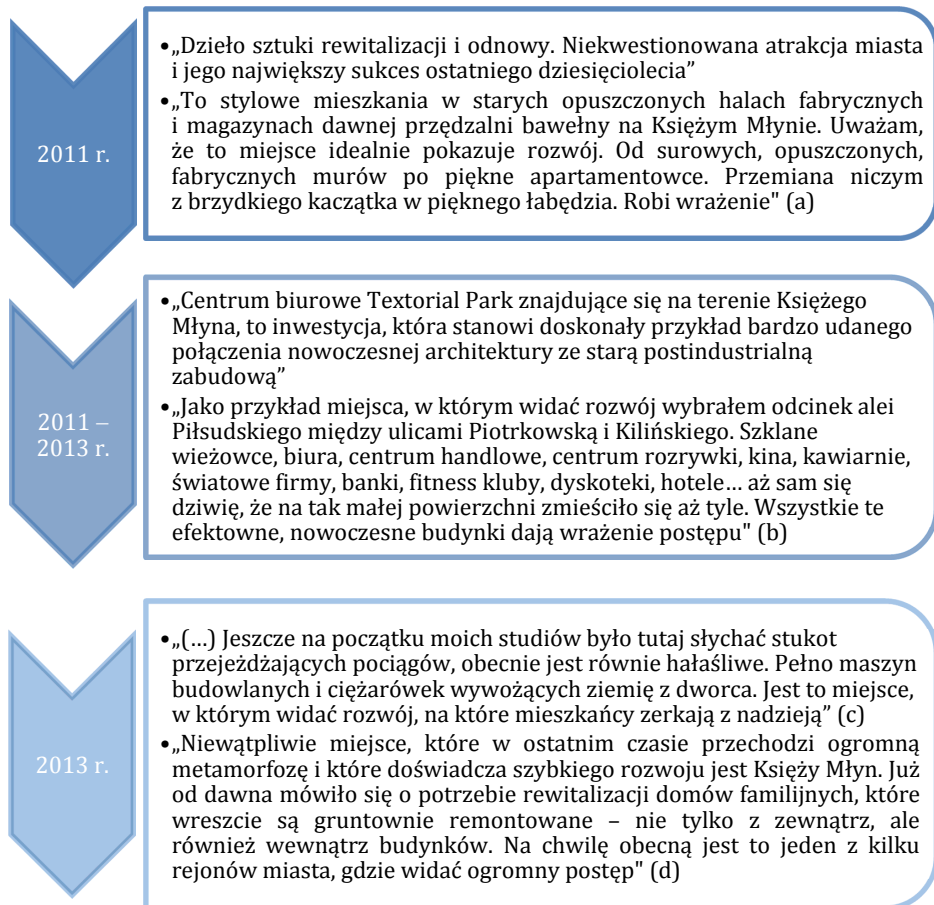 2011 r.
•„Dzieło sztuki rewitalizacji i odnowy. Niekwestionowana atrakcja miasta
i jego największy sukces ostatniego dziesięciolecia”
•„To stylowe mieszkania w starych opuszczonych halach fabrycznych
i magazynach dawnej przędzalni bawełny na Księżym Młynie. Uważam,
że to miejsce idealnie pokazuje rozwój. Od surowych, opuszczonych,
fabrycznych murów po piękne apartamentowce. Przemiana niczym
z brzydkiego kaczątka w pięknego łabędzia. Robi wrażenie" (a)
2011 –
2013 r.
•„Centrum biurowe Textorial Park znajdujące się na terenie Księżego
Młyna, to inwestycja, która stanowi doskonały przykład bardzo udanego
połączenia nowoczesnej architektury ze starą postindustrialną
zabudową”
•„Jako przykład miejsca, w którym widać rozwój wybrałem odcinek alei
Piłsudskiego między ulicami Piotrkowską i Kilińskiego. Szklane
wieżowce, biura, centrum handlowe, centrum rozrywki, kina, kawiarnie,
światowe firmy, banki, fitness kluby, dyskoteki, hotele… aż sam się
dziwię, że na tak małej powierzchni zmieściło się aż tyle. Wszystkie te
efektowne, nowoczesne budynki dają wrażenie postępu" (b)
2013 r.
•„(…) Jeszcze na początku moich studiów było tutaj słychać stukot
przejeżdżających pociągów, obecnie jest równie hałaśliwe. Pełno maszyn
budowlanych i ciężarówek wywożących ziemię z dworca. Jest to miejsce,
w którym widać rozwój, na które mieszkańcy zerkają z nadzieją” (c)
•„Niewątpliwie miejsce, które w ostatnim czasie przechodzi ogromną
metamorfozę i które doświadcza szybkiego rozwoju jest Księży Młyn. Już
od dawna mówiło się o potrzebie rewitalizacji domów familijnych, które
wreszcie są gruntownie remontowane – nie tylko z zewnątrz, ale
również wewnątrz budynków. Na chwilę obecną jest to jeden z kilku
rejonów miasta, gdzie widać ogromny postęp" (d)